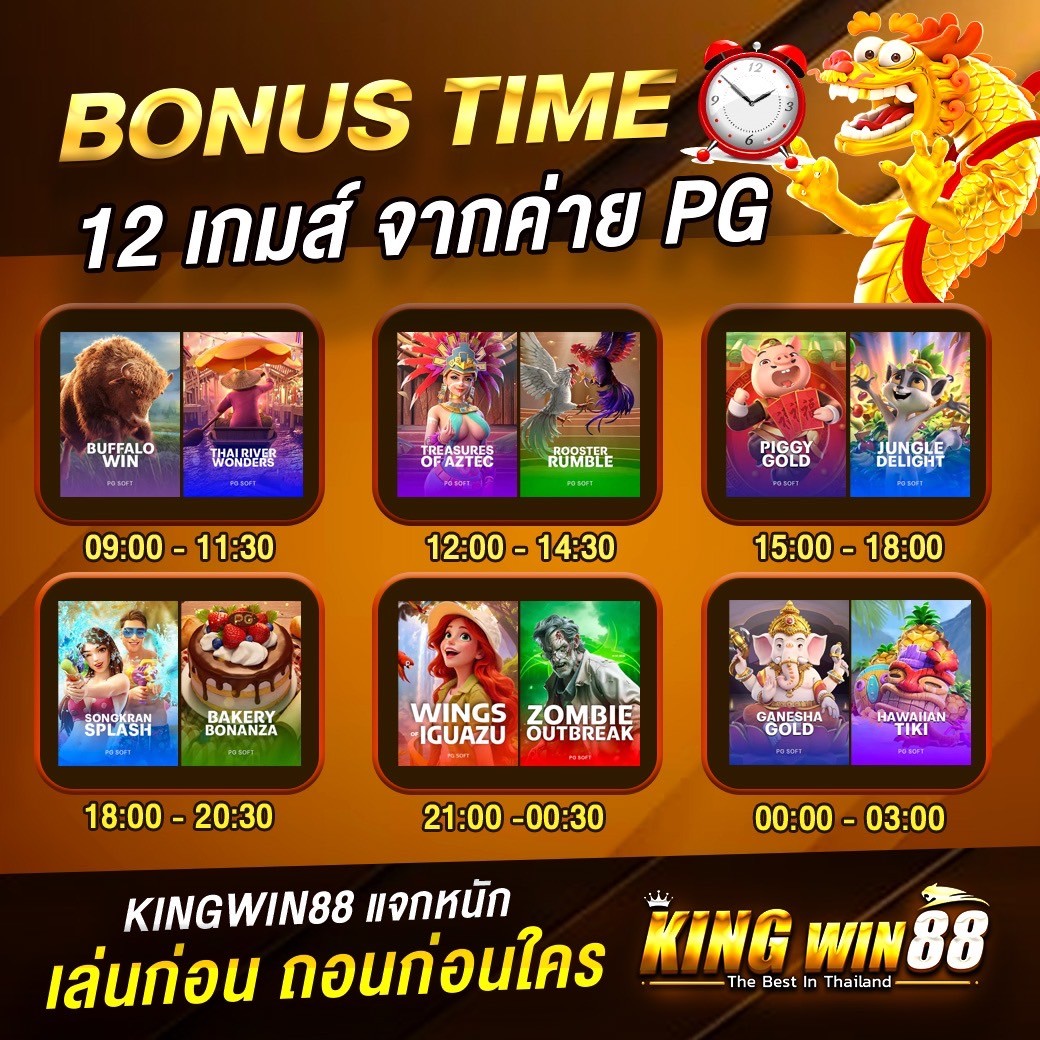 BONUS TIME
12 เกมส์ จากค่าย PG
12
3
6
9
BUFFALO
WIN
PG SOFT
THAI RIVER
WONDERS
PG SOFT
TREASURES
OF AZTEC
PG SOFT
ROOSTER
RUMBLE
PG SOFT
PIGGY
GOLD
PG SOFT
JUNGLE
DELIGHT
PG SOFT
09:00 - 11:30
12:00 - 14:30
15:00 - 18:00
SONGKRAN
SPLASH
PG SOFT
PG
BAKERY
BONANZA
PG SOFT
WINGS
OF IGUAZU
PG SOFT
ZOMBIE
OUTBREAK
PG SOFT
GANESHA
GOLD
PG SOFT
HAWAIIAN
TIKI
PG SOFT
18:00 - 20:30
21:00 -00:30
00:00 - 03:00
KINGWIN88 แจกหนัก
เล่นก่อน ถอนก่อนใคร
KING WIN88
The Best In Thailand